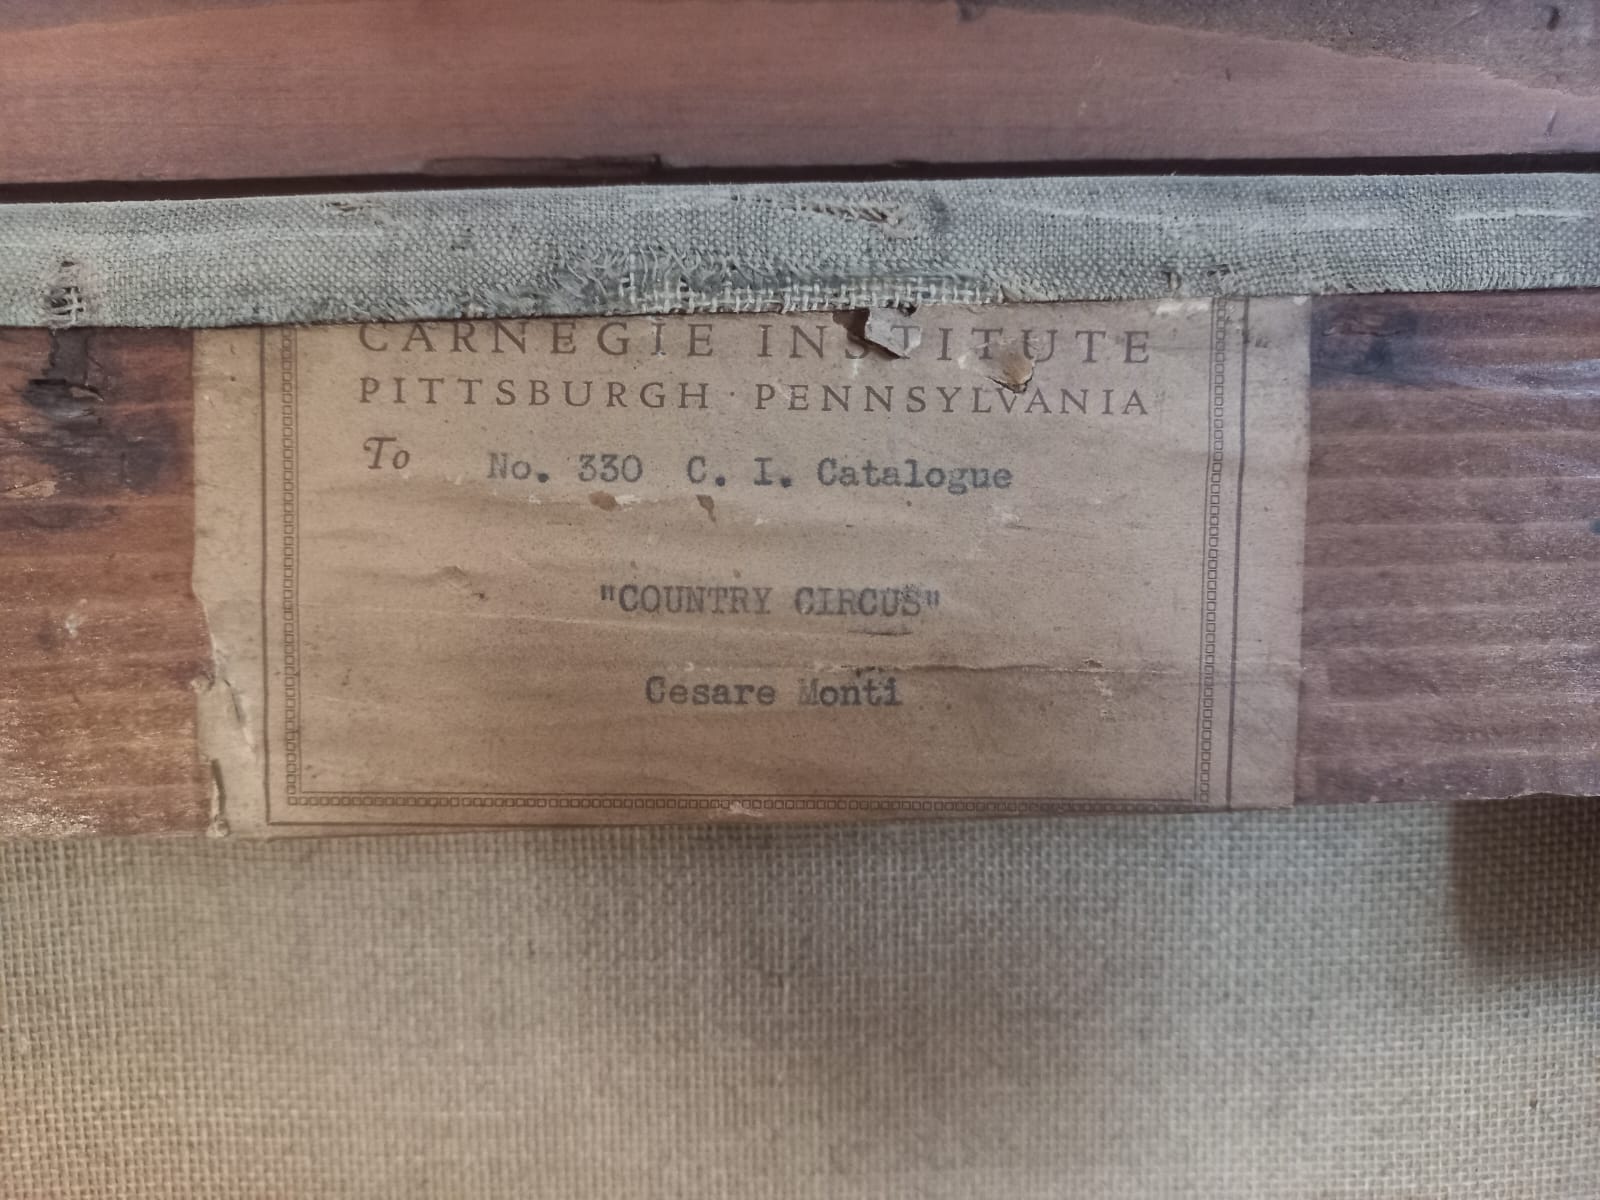 CARNEGIE INSTITUTE
PITTSBURGH · PENNSYLVANIA
To No. 330 C. I. Catalogue
"COUNTRY CIRCUS"
Cesare Monti